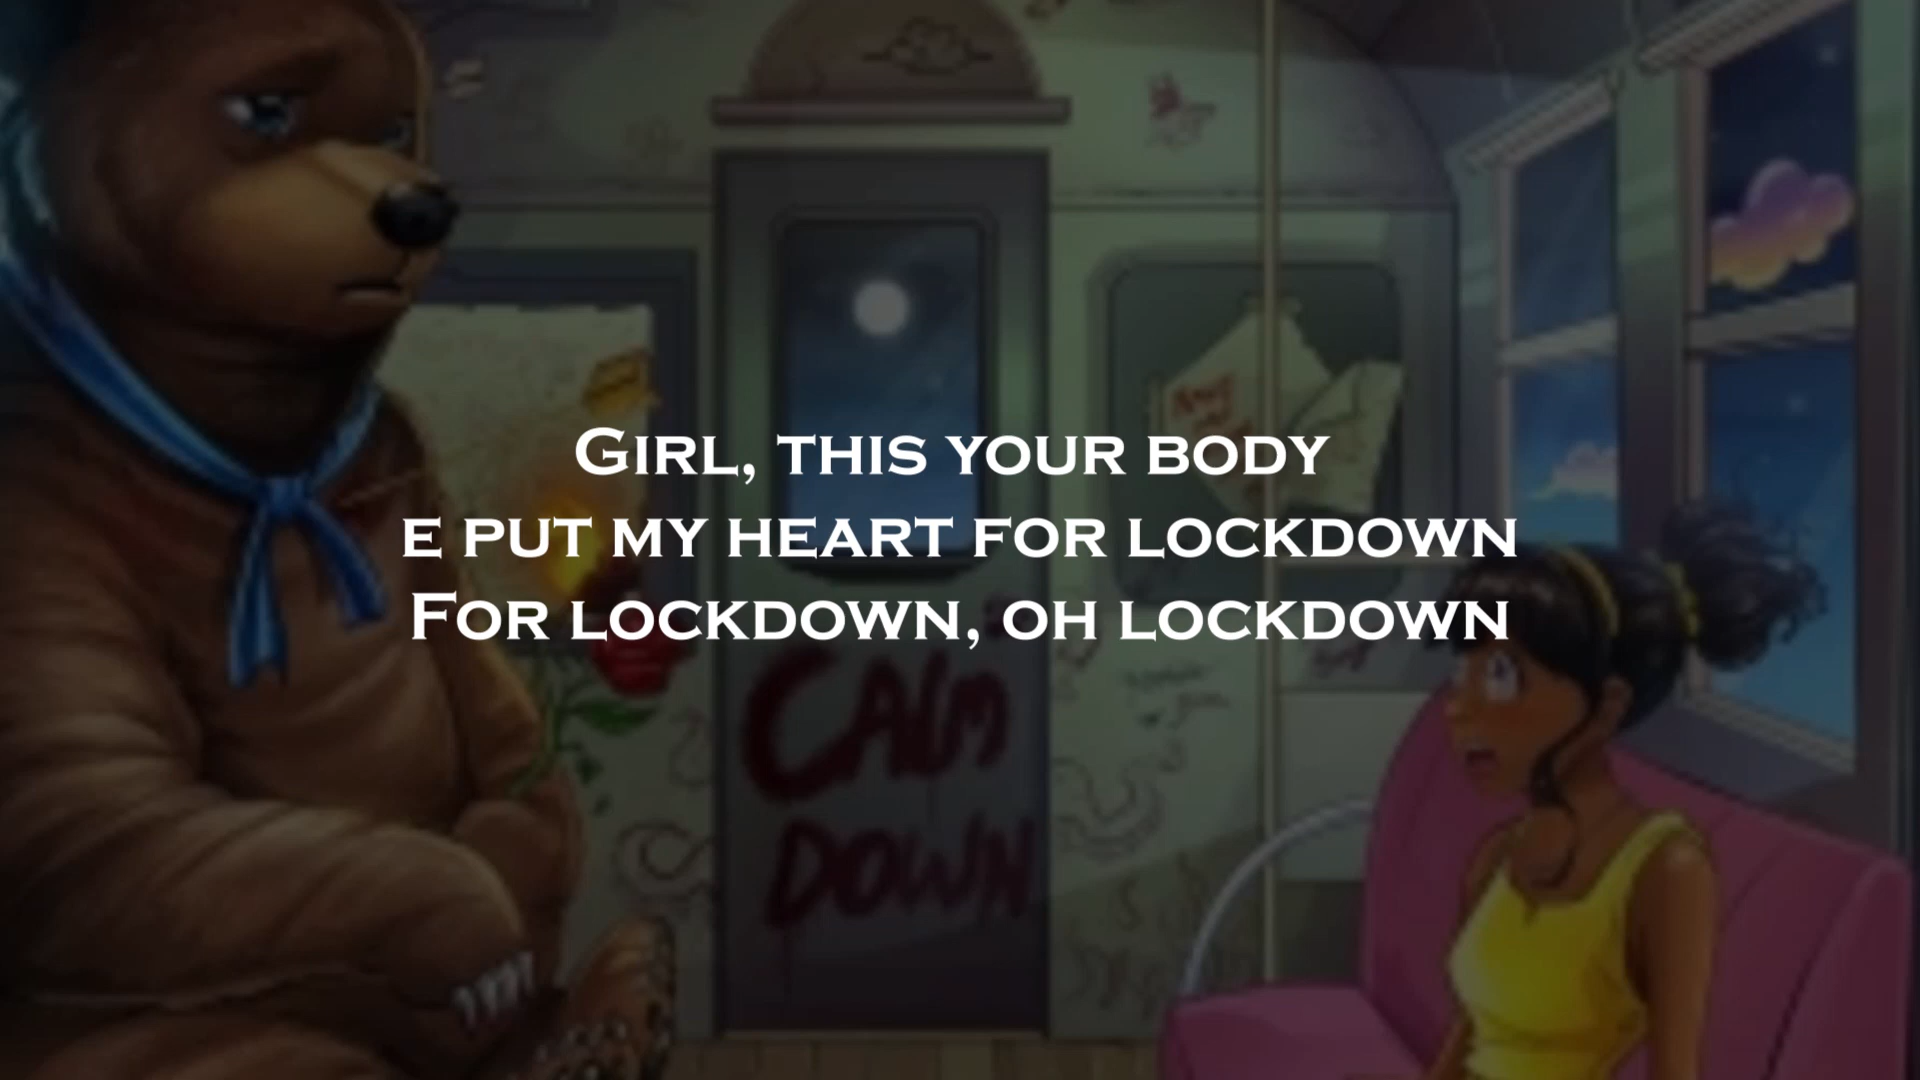 Girl, this your body
e put my heart for lockdown
For lockdown, oh lockdown
CALM
DOWN